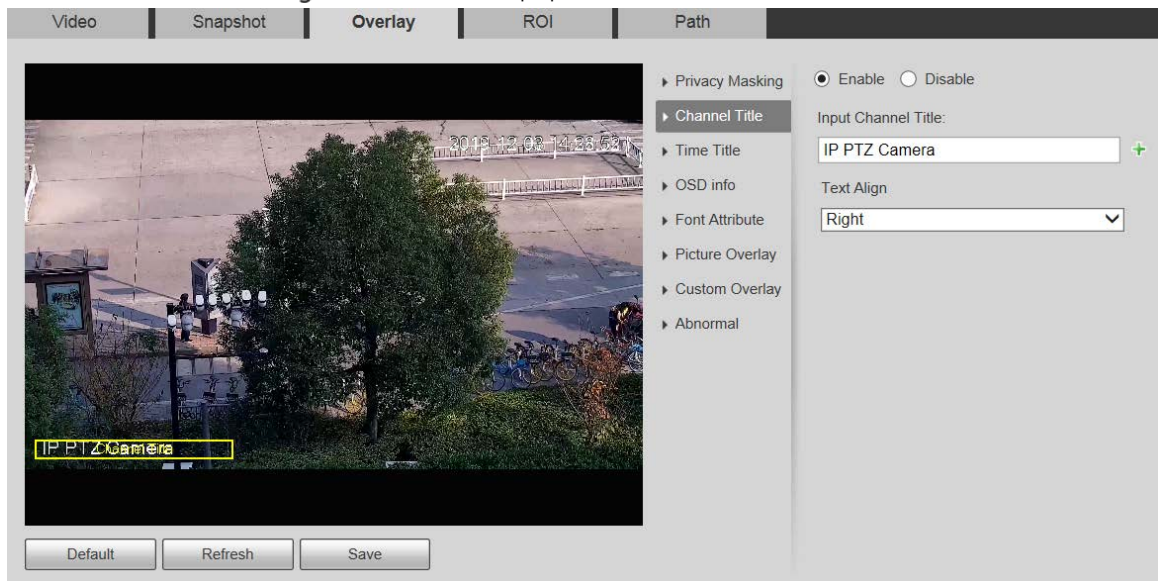 Video Snapshot Overlay ROI Path
Privacy Masking
Channel Title
Time Title
OSD info
Font Attribute
Picture Overlay
Custom Overlay
Abnormal
Enable Disable
Input Channel Title:
IP PTZ Camera +
Text Align
Right
IP PTZ Camera
Default Refresh Save